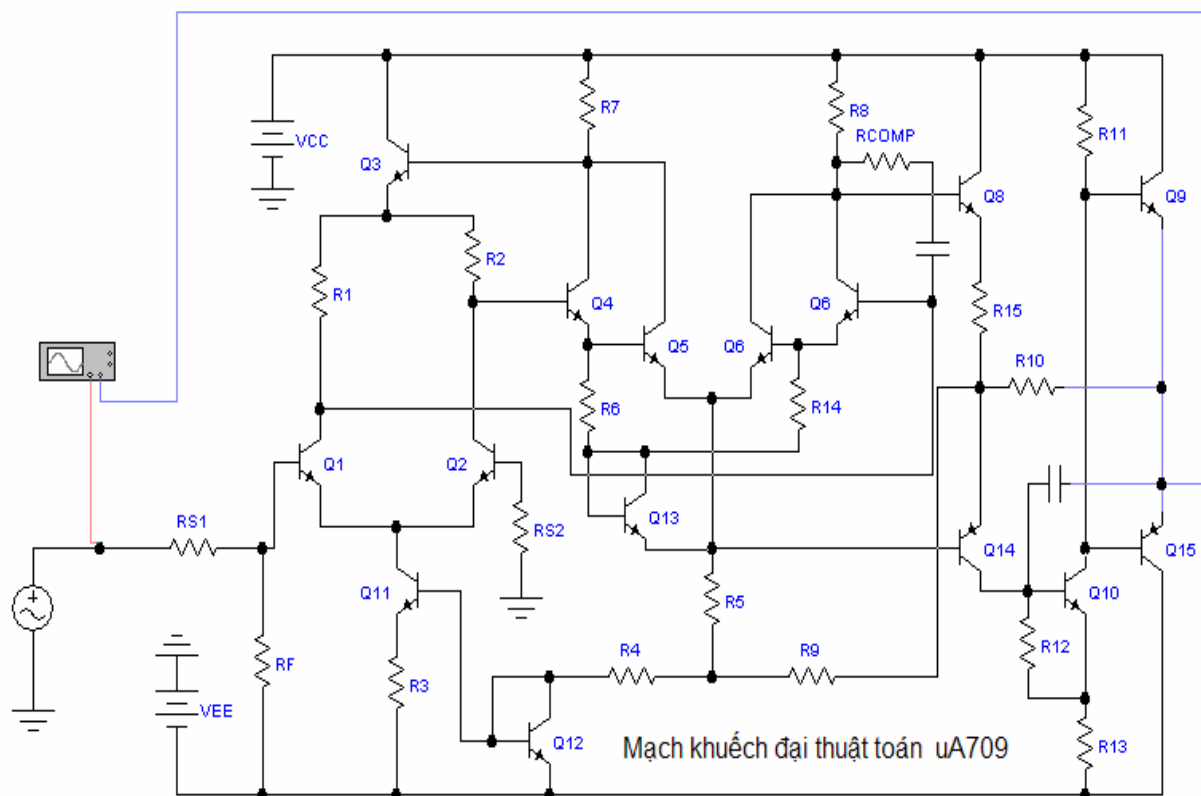 R7
R8
RCOMP
R11
VCC
Q3
Q8
Q9
R2
R1
Q4
Q6
R15
Q5
Q6
R10
R6
R14
Q1
Q2
Q13
RS1
RS2
Q14
Q15
Q11
Q10
R5
R12
R4
R9
RF
R3
VEE
Q12
Mạch khuếch đại thuật toán uA709
R13